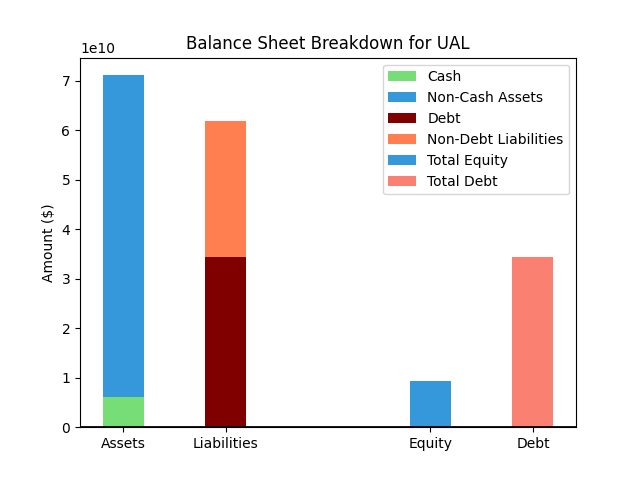 Balance Sheet Breakdown for UAL
1e10
7
6
5
4
3
2
1
0
Amount ($)
Cash
Non-Cash Assets
Debt
Non-Debt Liabilities
Total Equity
Total Debt
Assets
Liabilities
Equity
Debt